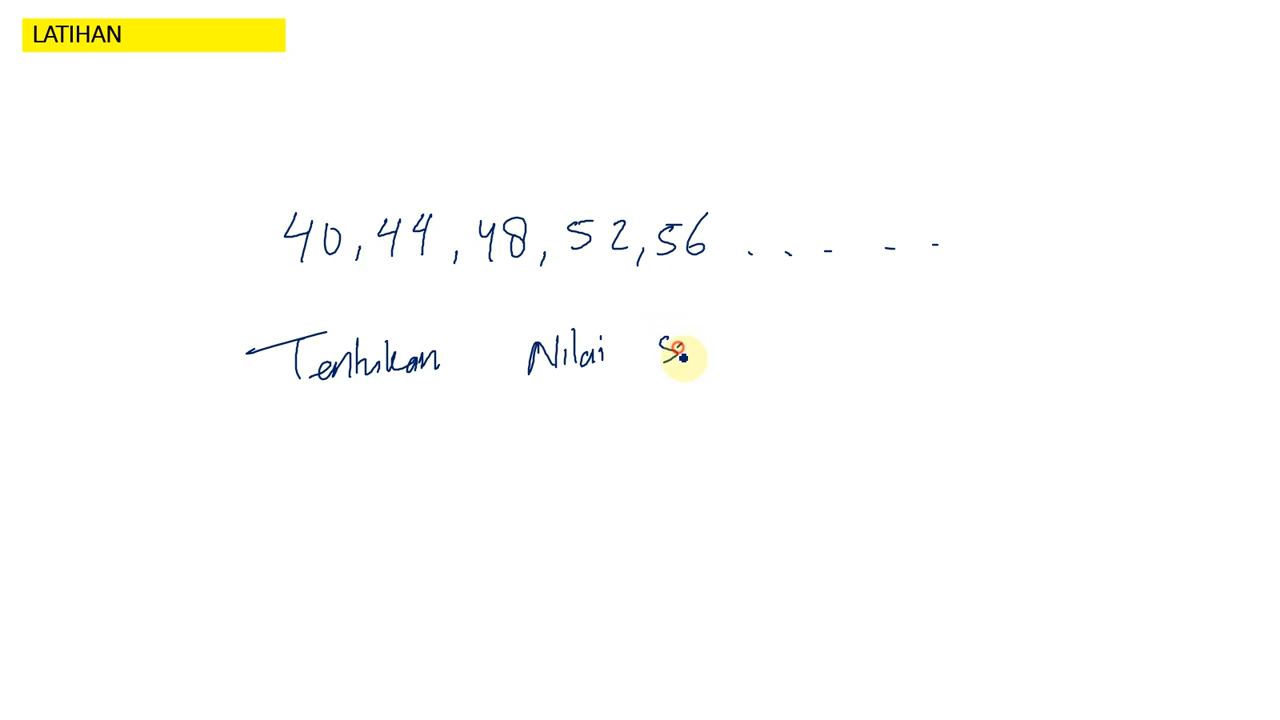 LATIHAN
40, 44, 48, 52, 56 . . . . .
Tentukan Nilai S